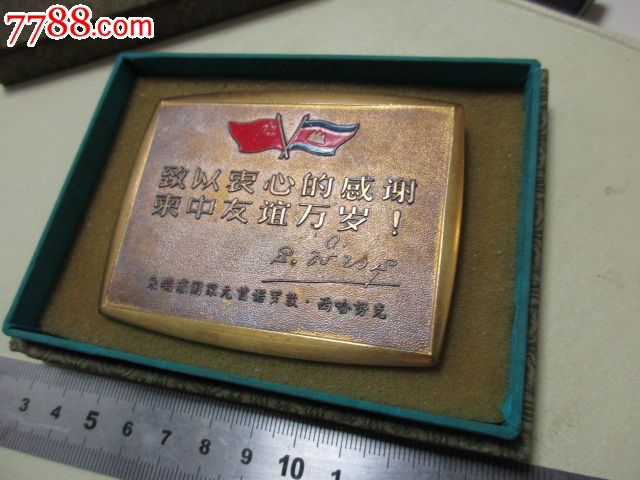 7788.com
致以衷心的感谢
柬中友谊万岁！
柬埔寨国家元首诺罗敦·西哈努克
3 4 5 6 7 8 9 10 1